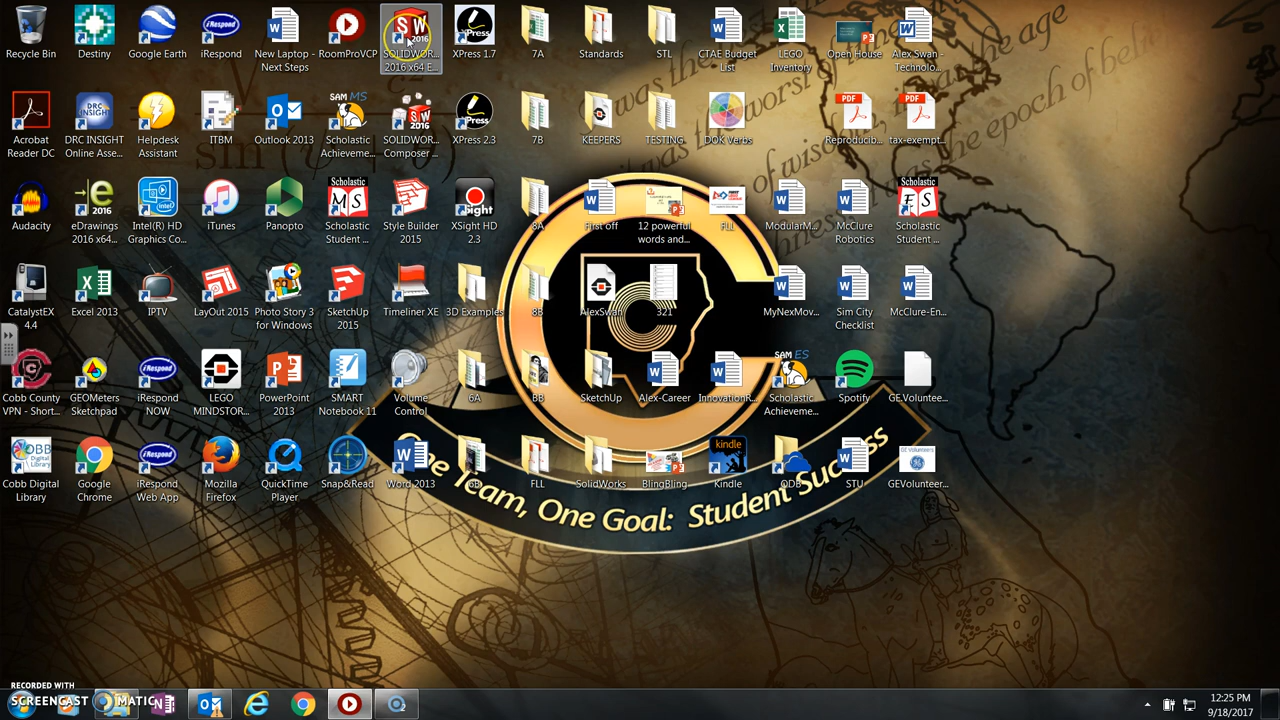 Recycle Bin
Destiny
Google Earth
iRespond
New Laptop - Next Steps
RoomProVCP
SOLIDWOR... 2016 x64 E...
XPress 1.7
7A
Standards
STL
CTAE Budget List
LEGO Inventory
Open House
Alex Swan - Technolo...
Acrobat Reader DC
DRC INSIGHT Online Asse...
Helpdesk Assistant
ITBM
Outlook 2013
Scholastic Achieveme...
SOLIDWOR... Composer ...
XPress 2.3
7B
KEEPERS
TESTING
DOK Verbs
Reproducib...
tax-exempt...
Audacity
eDrawings 2016 x64...
Intel(R) HD Graphics Co...
iTunes
Panopto
Scholastic Student ...
Style Builder 2015
XSight HD 2.3
8A
First off
12 powerful words and...
FLL
ModularM...
McClure Robotics
Scholastic Student ...
CatalystEX 4.4
Excel 2013
IPTV
LayOut 2015
Photo Story 3 for Windows
SketchUp 2015
Timeliner XE
3D Examples
8B
AlexSwan
321
MyNexMov...
Sim City Checklist
McClure-En...
Cobb County VPN - Short...
GEOMeters Sketchpad
iRespond NOW
LEGO MINDSTOR...
PowerPoint 2013
SMART Notebook 11
Volume Control
6A
BB
SketchUp
Alex-Career
InnovationR...
Scholastic Achieveme...
Spotify
GE.Voluntee...
Cobb Digital Library
Google Chrome
iRespond Web App
Mozilla Firefox
QuickTime Player
Snap&Read
Word 2013
6B
FLL
SolidWorks
BlingBling
Kindle
ODB
STU
GEVolunteer...
One Team, One Goal: Student Success
RECORDED WITH
SCREENCAST MATIC
12:25 PM
9/18/2017